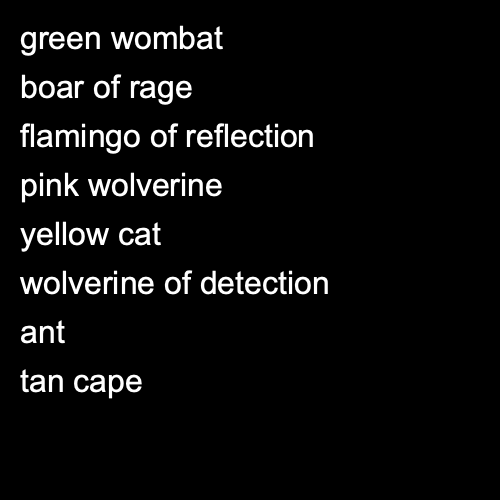 green wombat
boar of rage
flamingo of reflection
pink wolverine
yellow cat
wolverine of detection
ant
tan cape